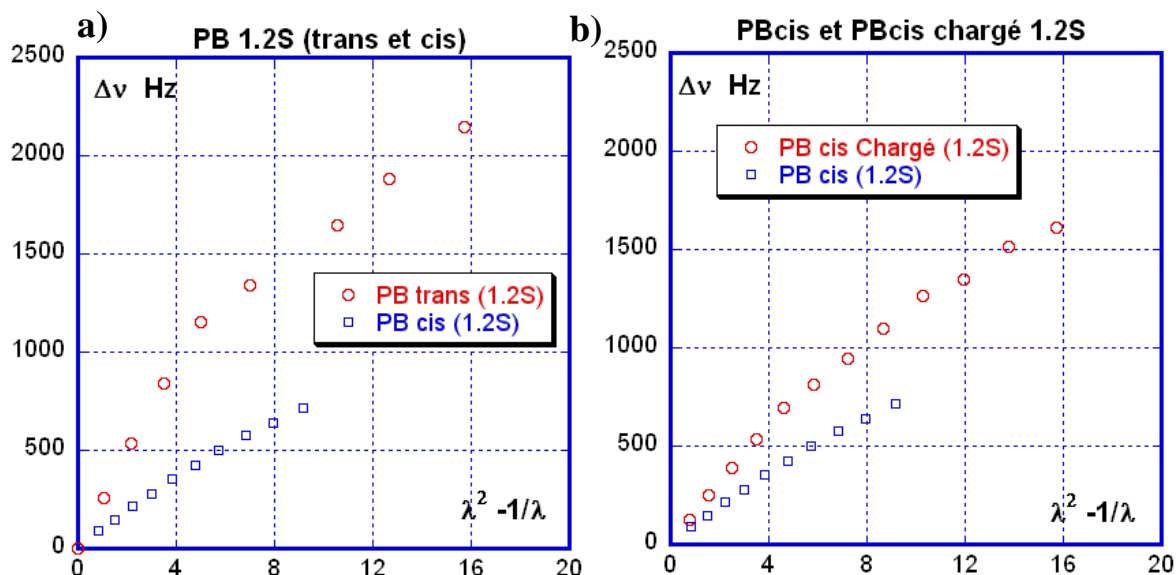 a)
PB 1.2S (trans et cis)
2500
2000
1500
1000
500
0
Δν Hz
PB trans (1.2S)
PB cis (1.2S)
λ² -1/λ
0 4 8 12 16 20
b)
PBcis et PBcis chargé 1.2S
2500
2000
1500
1000
500
0
Δν Hz
PB cis Chargé (1.2S)
PB cis (1.2S)
λ² -1/λ
0 4 8 12 16 20